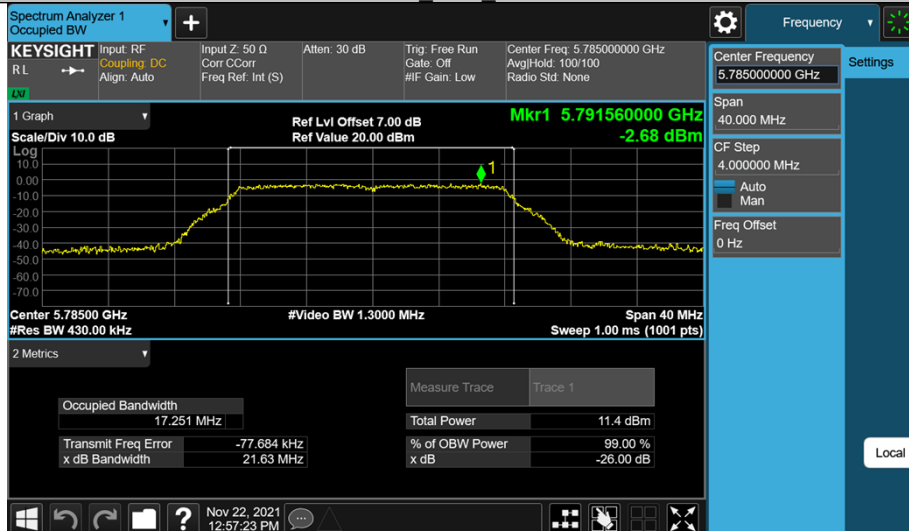 Spectrum Analyzer 1
Occupied BW
+
Frequency
KEYSIGHT
R L
LXI
Input: RF
Coupling: DC
Align: Auto
Input Z: 50 Ω
Corr CCorr
Freq Ref: Int (S)
Atten: 30 dB
Trig: Free Run
Gate: Off
#IF Gain: Low
Center Freq: 5.785000000 GHz
Avg|Hold: 100/100
Radio Std: None
Center Frequency
5.785000000 GHz
Settings
Span
40.000 MHz
CF Step
4.000000 MHz
Auto
Man
Freq Offset
0 Hz
Local
1 Graph
Scale/Div 10.0 dB
Ref Lvl Offset 7.00 dB
Ref Value 20.00 dBm
Mkr1 5.791560000 GHz
-2.68 dBm
Log
10.0
0.00
-10.0
-20.0
-30.0
-40.0
-50.0
-60.0
-70.0
1
Center 5.78500 GHz
#Res BW 430.00 kHz
#Video BW 1.3000 MHz
Span 40 MHz
Sweep 1.00 ms (1001 pts)
2 Metrics
Measure Trace Trace 1
Occupied Bandwidth
17.251 MHz
Total Power 11.4 dBm
Transmit Freq Error -77.684 kHz
% of OBW Power 99.00 %
x dB Bandwidth 21.63 MHz
x dB -26.00 dB
?
Nov 22, 2021
12:57:23 PM